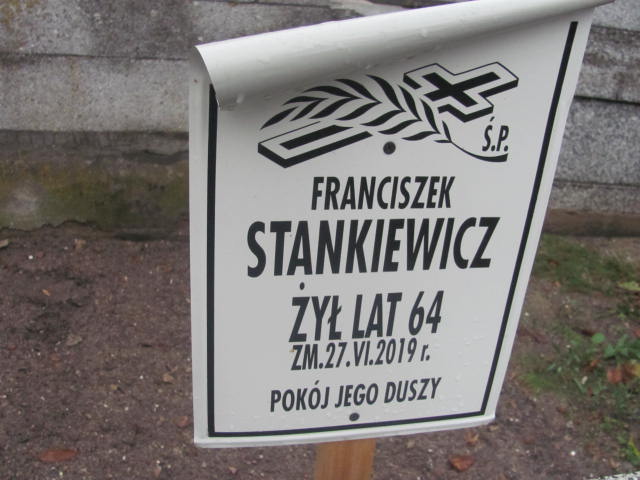 Ś.P.
FRANCISZEK
STANKIEWICZ
ŻYŁ LAT 64
ZM.27.VI.2019 r.
POKÓJ JEGO DUSZY